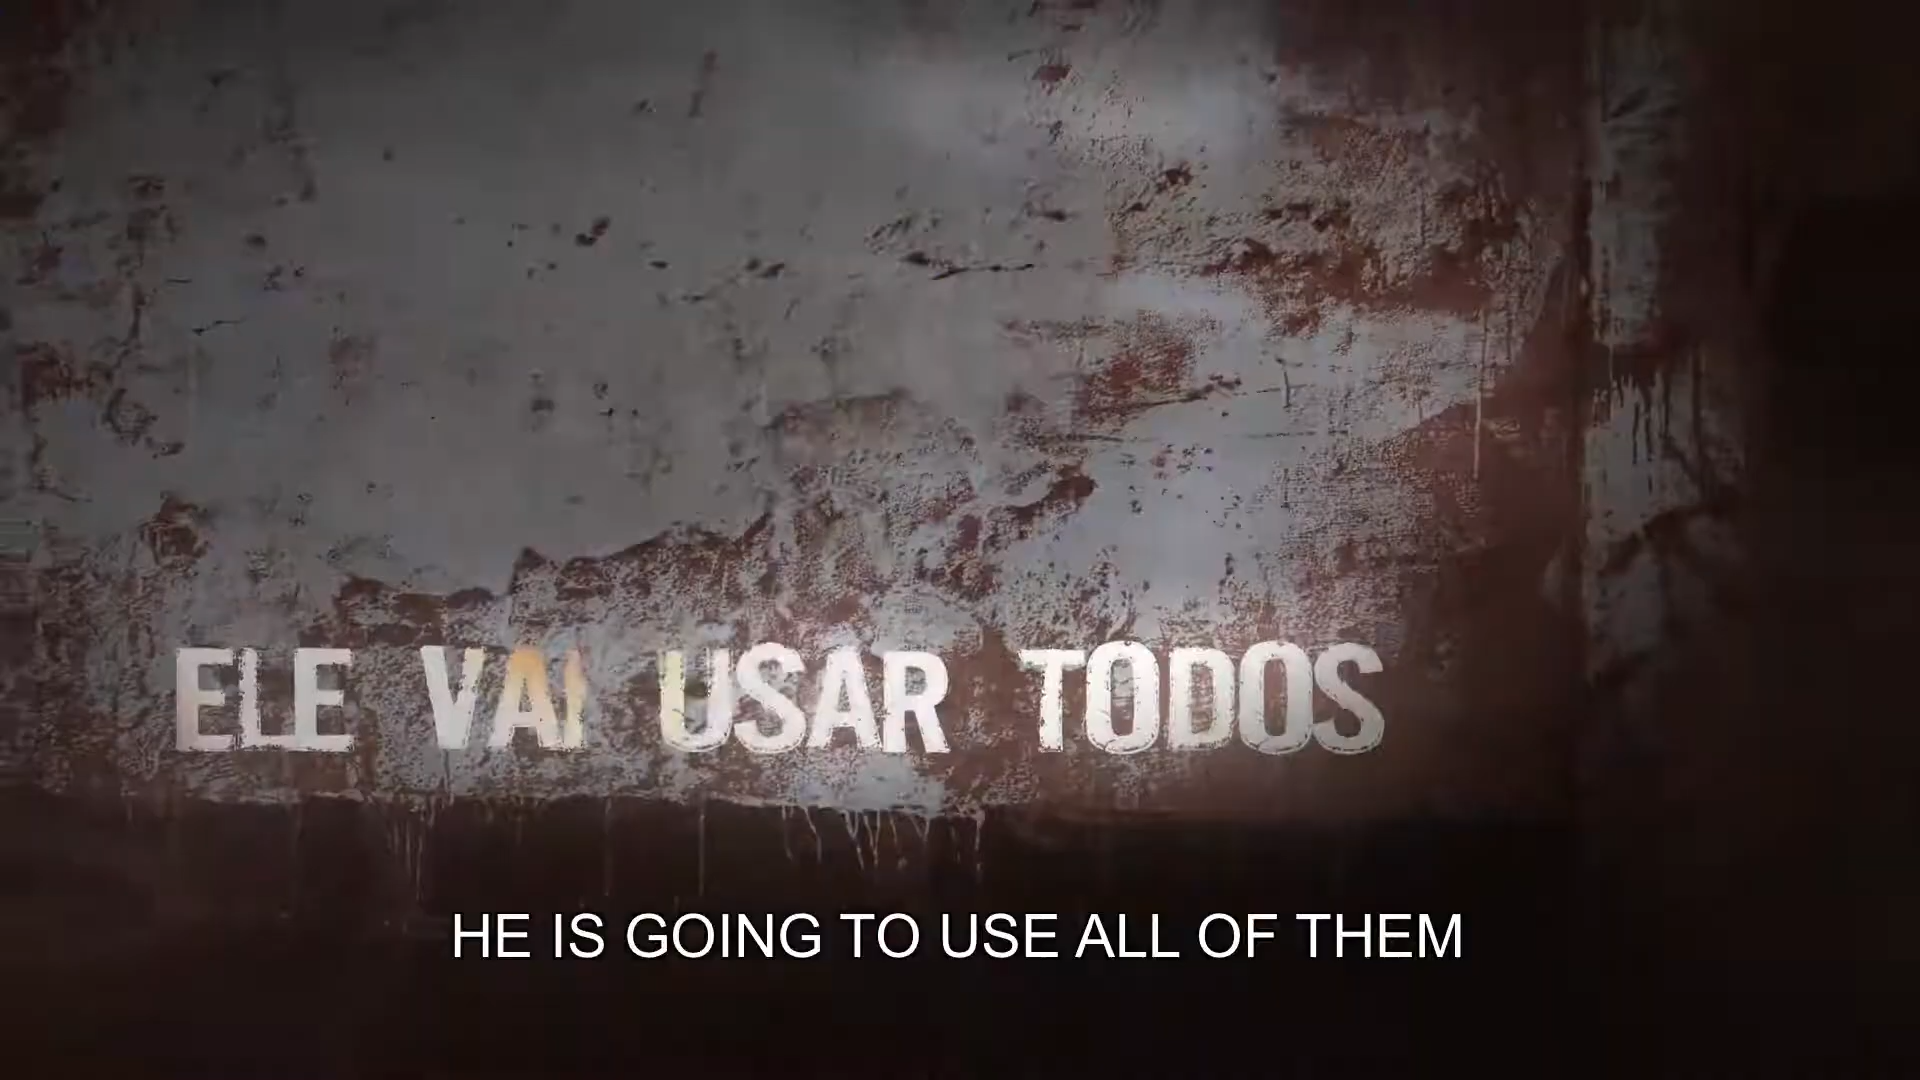 ELE VAI USAR TODOS
HE IS GOING TO USE ALL OF THEM